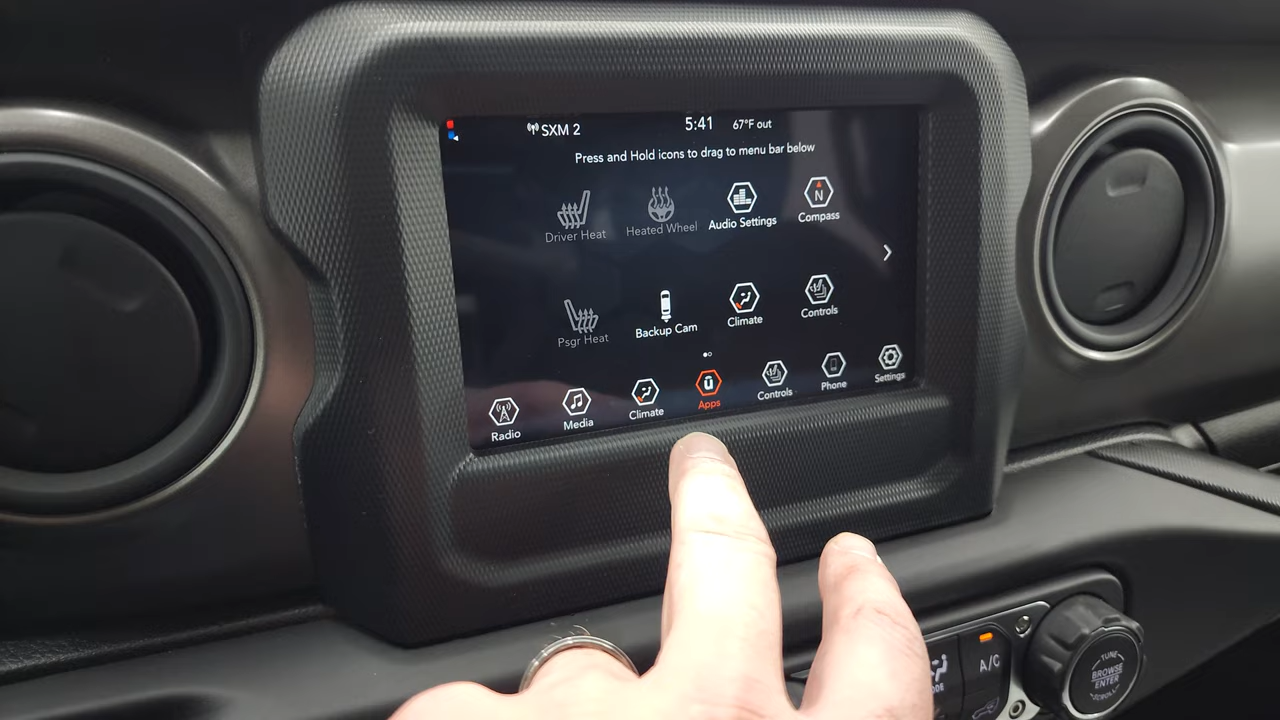 SXM 2 5:41 67°F out
Press and Hold icons to drag to menu bar below
Driver Heat Heated Wheel Audio Settings N Compass
Psgr Heat Backup Cam Climate Controls
Radio Media Climate ū Apps Controls Phone Settings
A/C
TUNE
BROWSE
ENTER
SCROLL